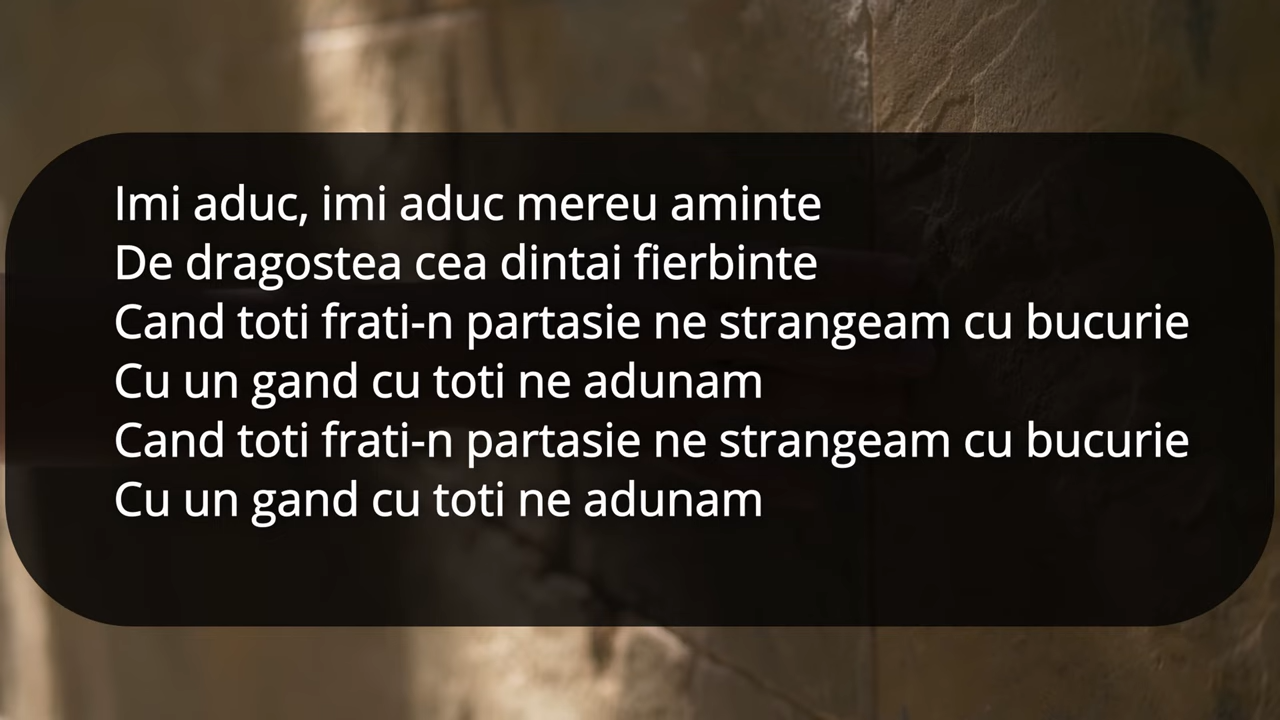 Imi aduc, imi aduc mereu aminte
De dragostea cea dintai fierbinte
Cand toti frati-n partasie ne strangeam cu bucurie
Cu un gand cu toti ne adunam
Cand toti frati-n partasie ne strangeam cu bucurie
Cu un gand cu toti ne adunam